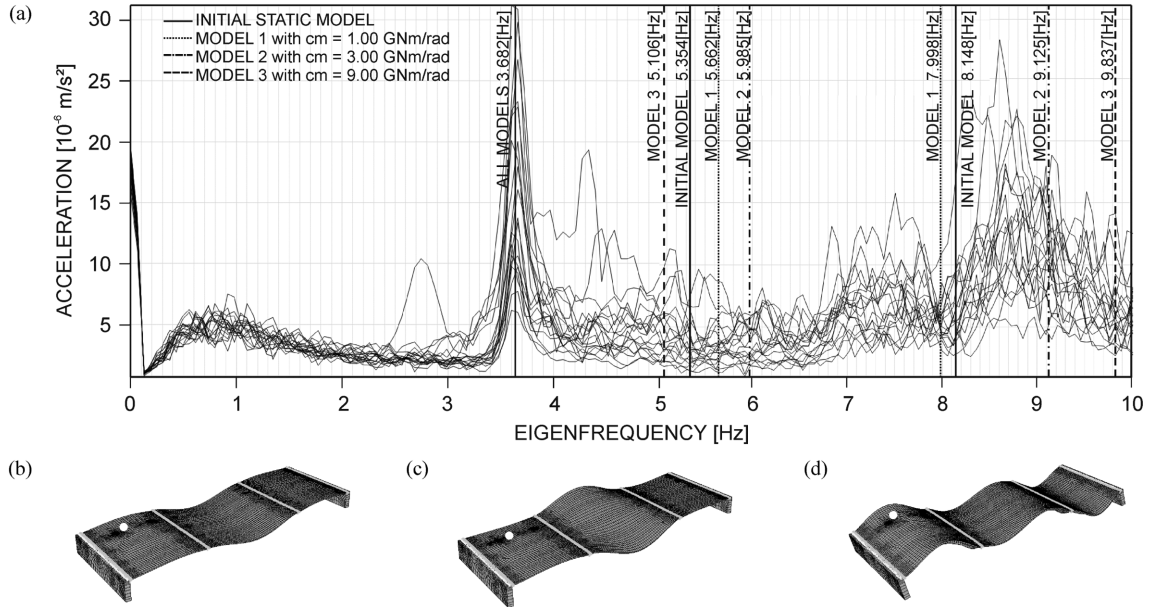 (a)
30
25
20
15
10
5
ACCELERATION [10⁻⁶ m/s²]
INITIAL STATIC MODEL
MODEL 1 with cm = 1.00 GNm/rad
MODEL 2 with cm = 3.00 GNm/rad
MODEL 3 with cm = 9.00 GNm/rad
ALL MODELS 3.682[Hz]
MODEL 3 5.106[Hz]
INITIAL MODEL 5.354[Hz]
MODEL 1 5.662[Hz]
MODEL 2 5.985[Hz]
MODEL 1 7.998[Hz]
INITIAL MODEL 8.148[Hz]
MODEL 2 9.125[Hz]
MODEL 3 9.837[Hz]
0 1 2 3 4 5 6 7 8 9 10
EIGENFREQUENCY [Hz]
(b) (c) (d)